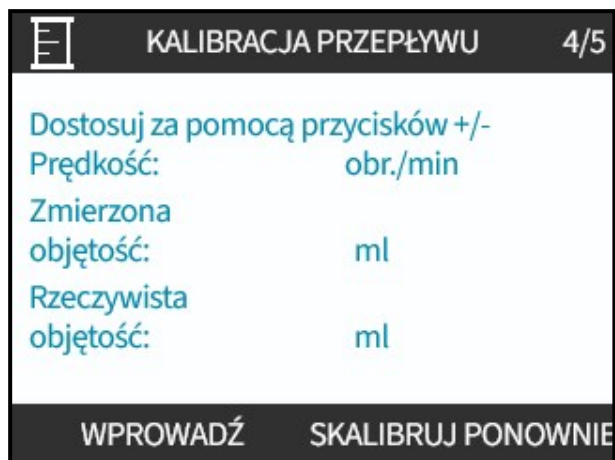 KALIBRACJA PRZEPŁYWU 4/5
Dostosuj za pomocą przycisków +/-
Prędkość: obr./min
Zmierzona
objętość: ml
Rzeczywista
objętość: ml
WPROWADŹ SKALIBRUJ PONOWNIE